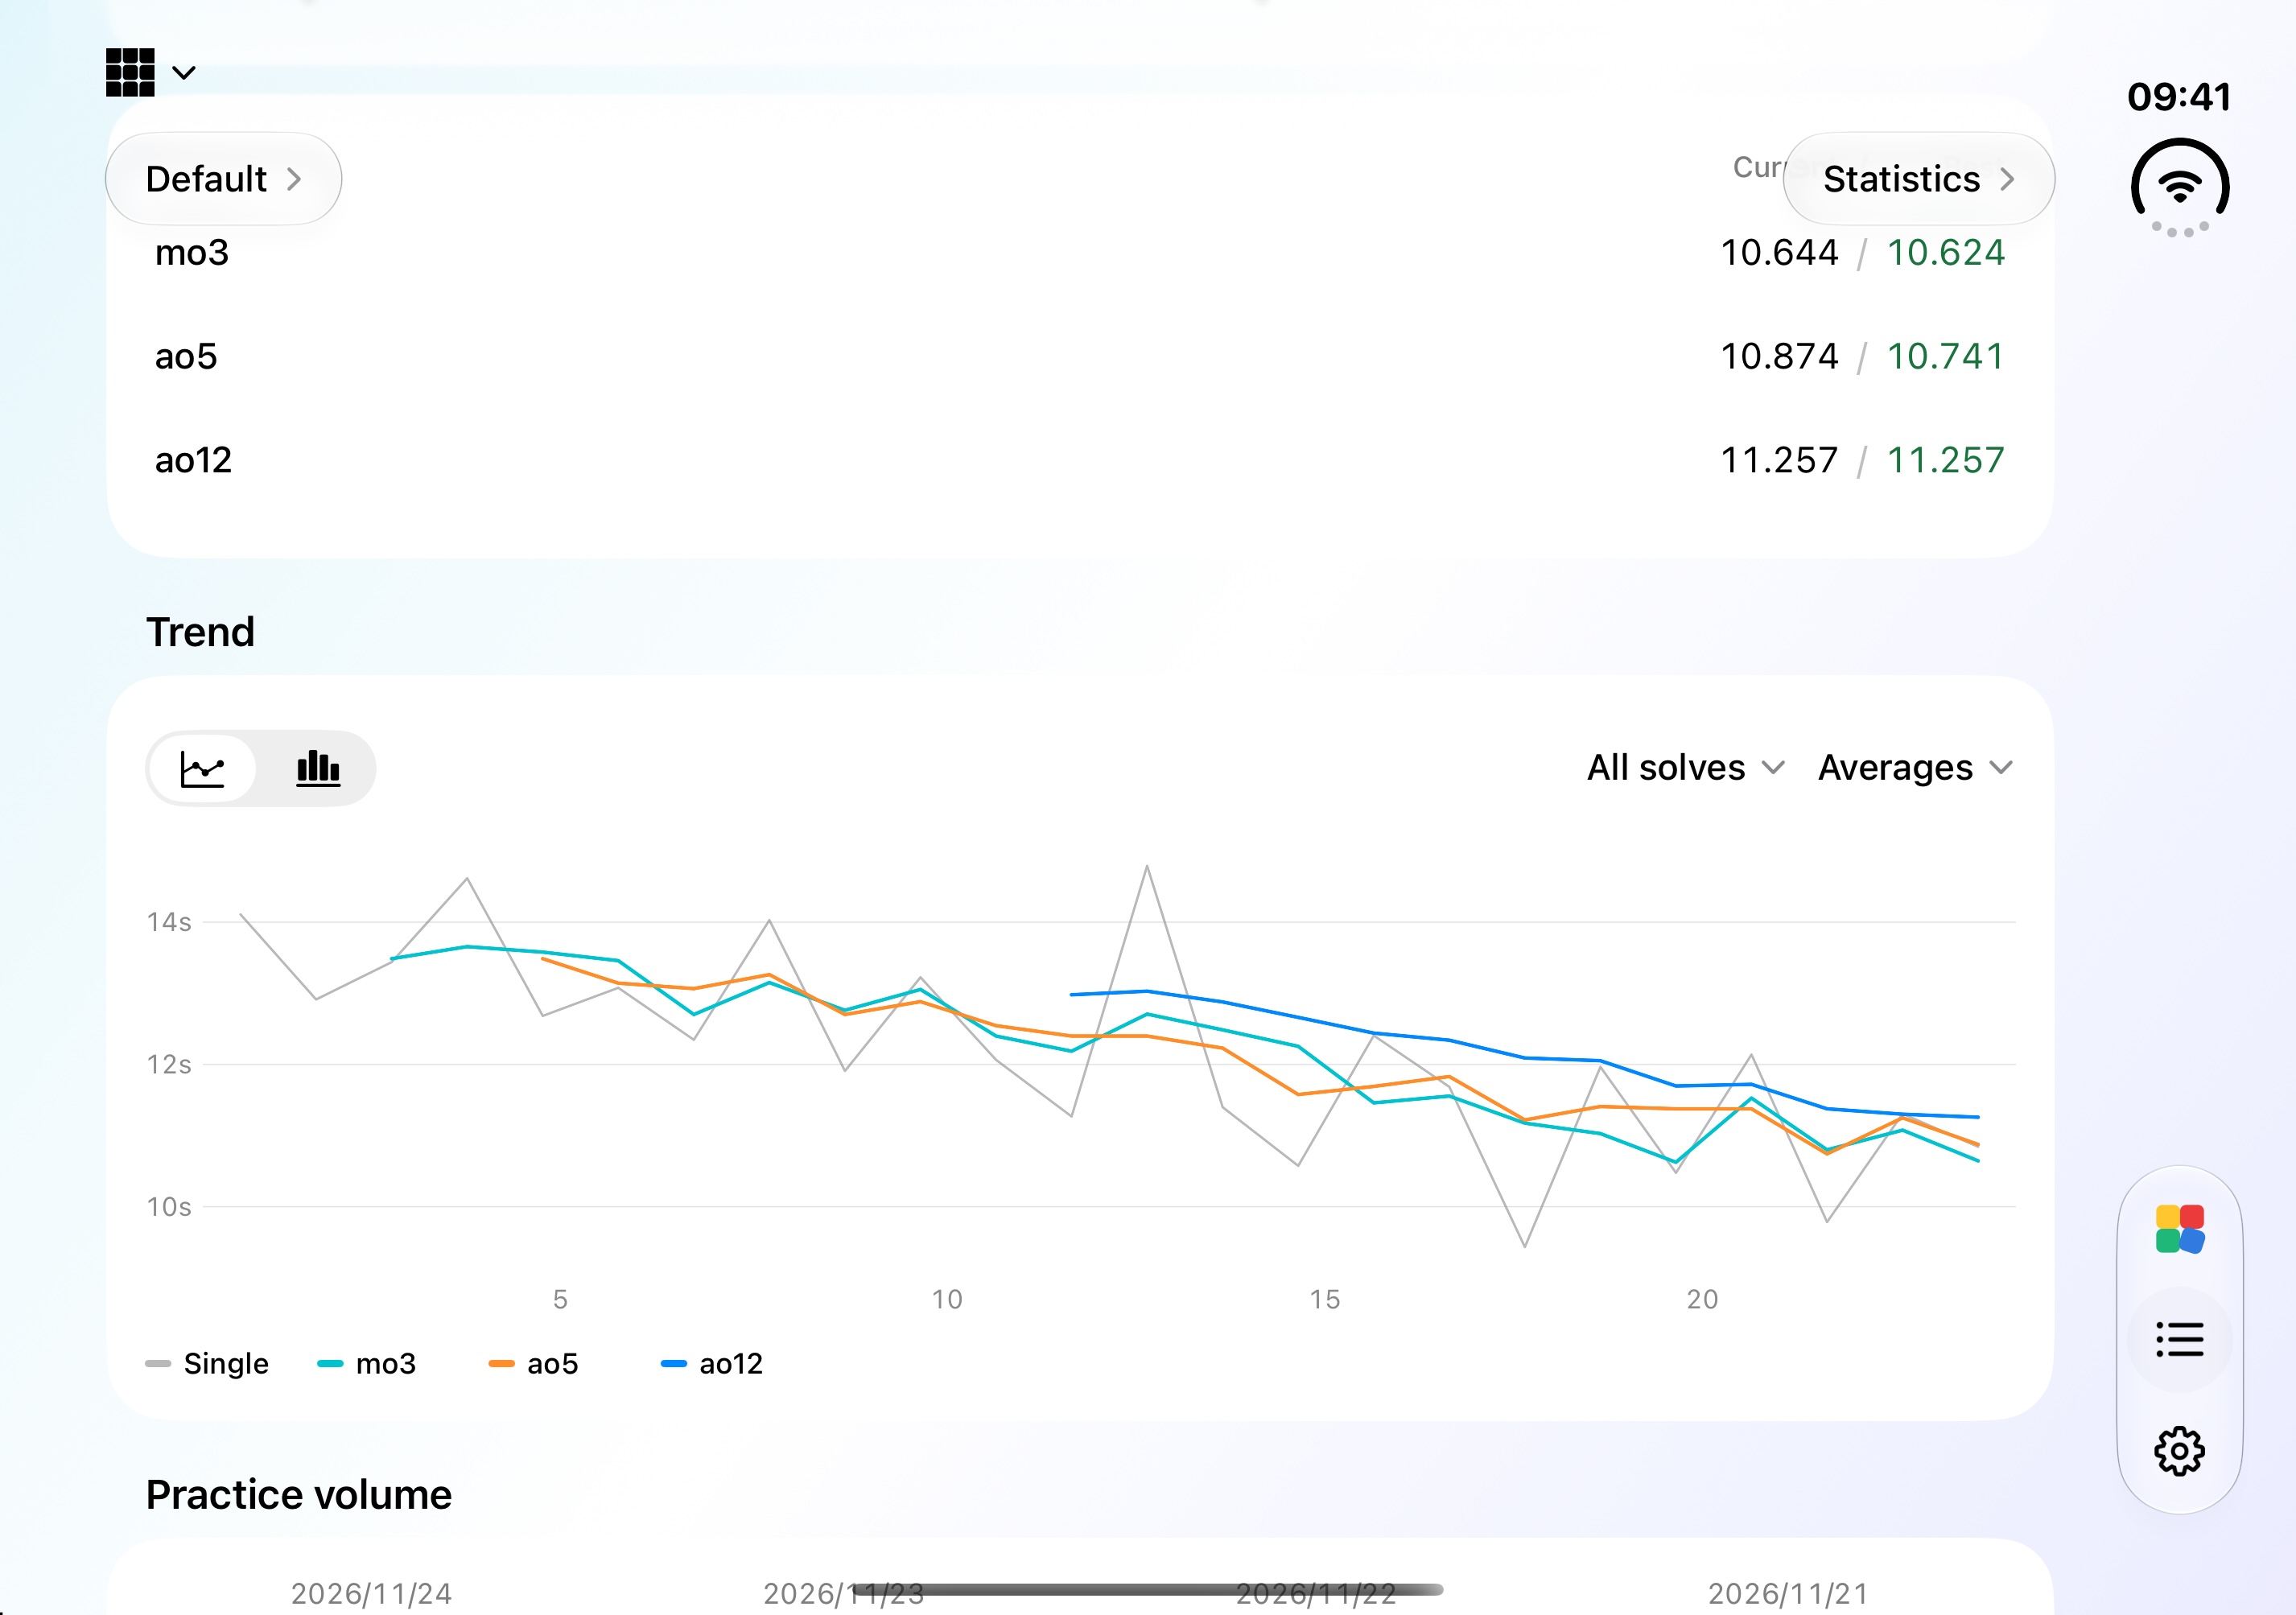 09:41
Default
Statistics
mo3 10.644 / 10.624
ao5 10.874 / 10.741
ao12 11.257 / 11.257
Trend
All solves Averages
14s
12s
10s
5 10 15 20
Single mo3 ao5 ao12
Practice volume
2026/11/24 2026/11/23 2026/11/22 2026/11/21